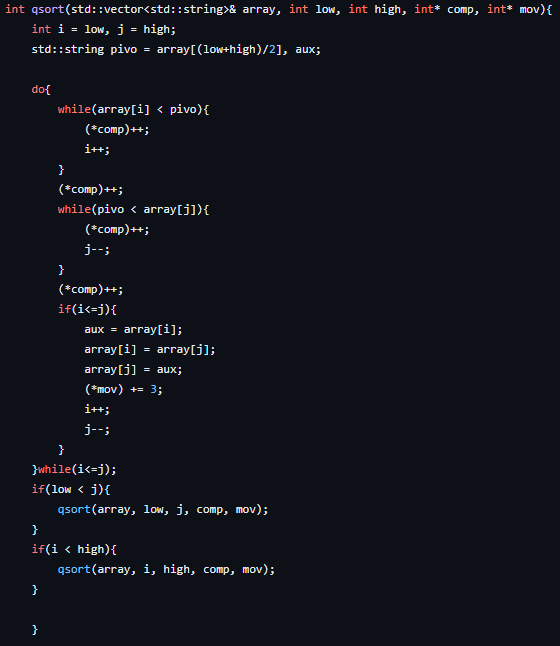 int qsort(std::vector<std::string>& array, int low, int high, int* comp, int* mov){
    int i = low, j = high;
    std::string pivo = array[(low+high)/2], aux;

    do{
        while(array[i] < pivo){
            (*comp)++;
            i++;
        }
        (*comp)++;
        while(pivo < array[j]){
            (*comp)++;
            j--;
        }
        (*comp)++;
        if(i<=j){
            aux = array[i];
            array[i] = array[j];
            array[j] = aux;
            (*mov) += 3;
            i++;
            j--;
        }
    }while(i<=j);
    if(low < j){
        qsort(array, low, j, comp, mov);
    }
    if(i < high){
        qsort(array, i, high, comp, mov);
    }

    }